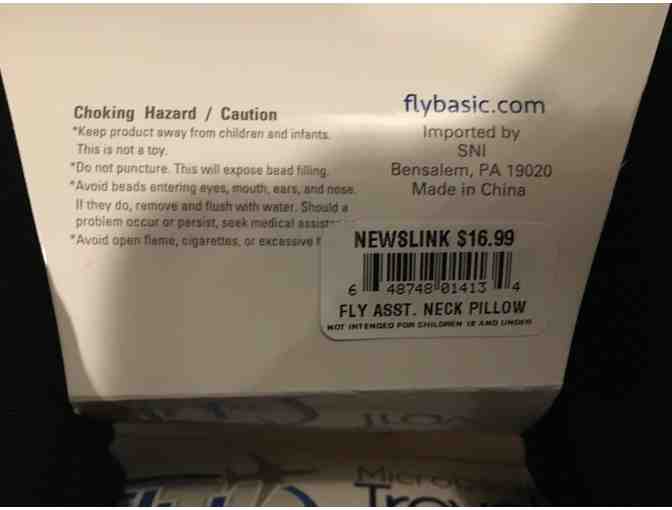 Choking Hazard / Caution
*Keep product away from children and infants.
This is not a toy.
*Do not puncture. This will expose bead filling.
*Avoid beads entering eyes, mouth, ears, and nose.
If they do, remove and flush with water. Should a
problem occur or persist, seek medical
*Avoid open flame, cigarettes, or excessive
flybasic.com
Imported by
SNI
Bensalem, PA 19020
Made in China
NEWSLINK $16.99
6 48748 01413 4
FLY ASST. NECK PILLOW
NOT INTENDED FOR CHILDREN 12 AND UNDER